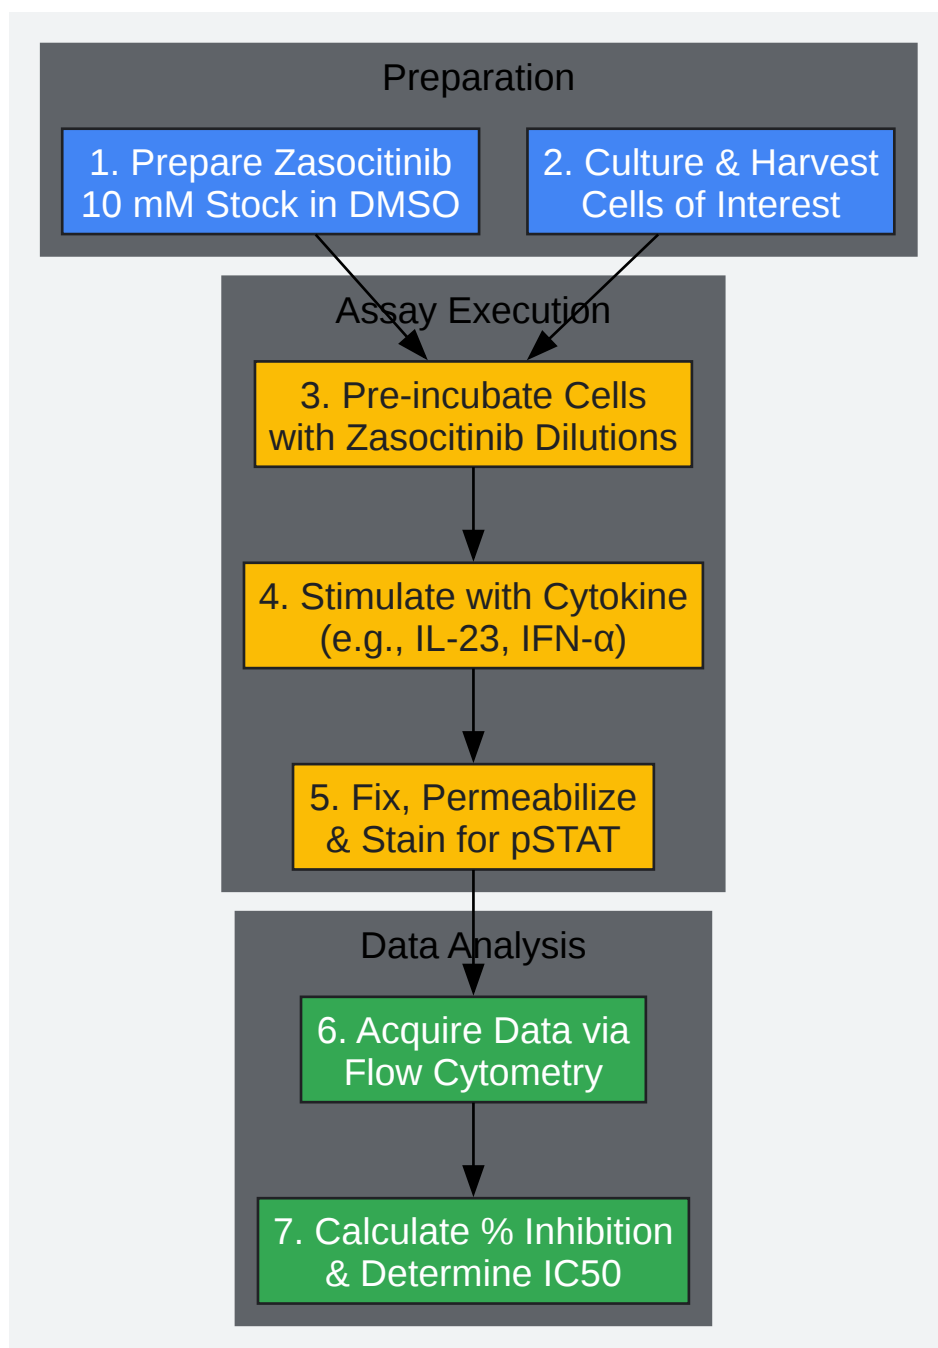 Preparation
1. Prepare Zasocitinib
10 mM Stock in DMSO
2. Culture & Harvest
Cells of Interest
Assay Execution
3. Pre-incubate Cells
with Zasocitinib Dilutions
4. Stimulate with Cytokine
(e.g., IL-23, IFN-α)
5. Fix, Permeabilize
& Stain for pSTAT
Data Analysis
6. Acquire Data via
Flow Cytometry
7. Calculate % Inhibition
& Determine IC50